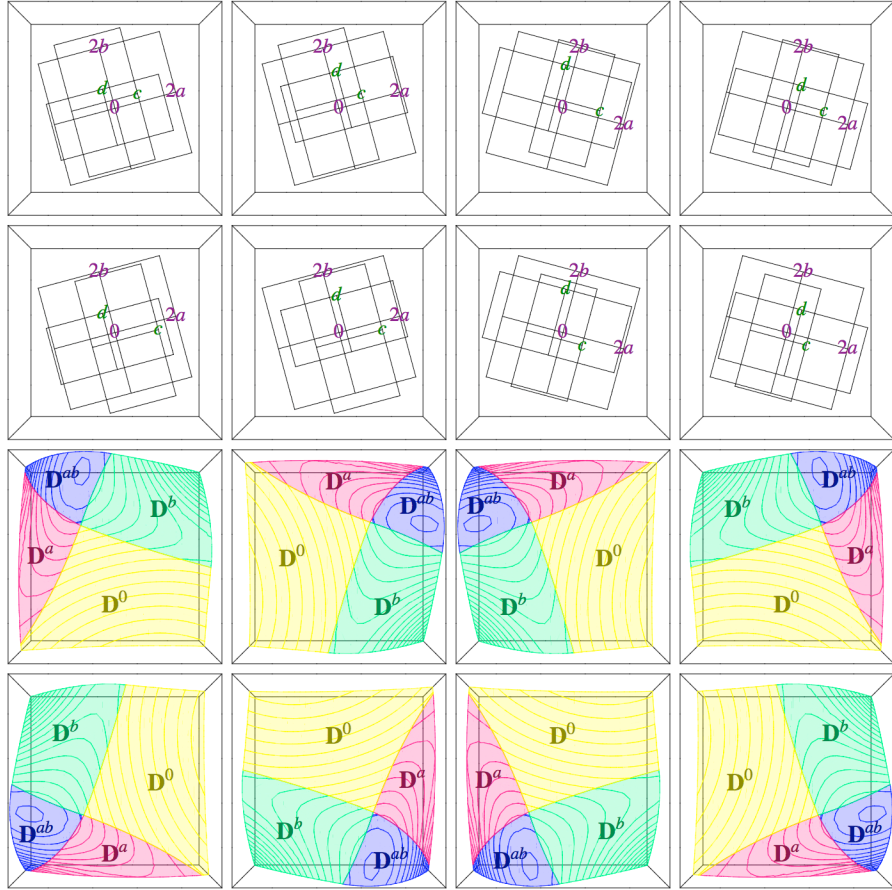 2b 2b 2b 2b
d d d d
c 2a c 2a c c
0 0 0 0
2a 2a
2b 2b 2b 2b
d d d d
0 2a 0 2a 0 0
c c c 2a c 2a
D^ab D^a D^a D^ab
D^b D^ab D^ab D^b
D^a D^0 D^0 D^a
D^0 D^b D^b D^0
D^b D^0 D^0 D^b
D^0 D^a D^a D^0
D^ab D^b D^b D^ab
D^a D^ab D^ab D^a